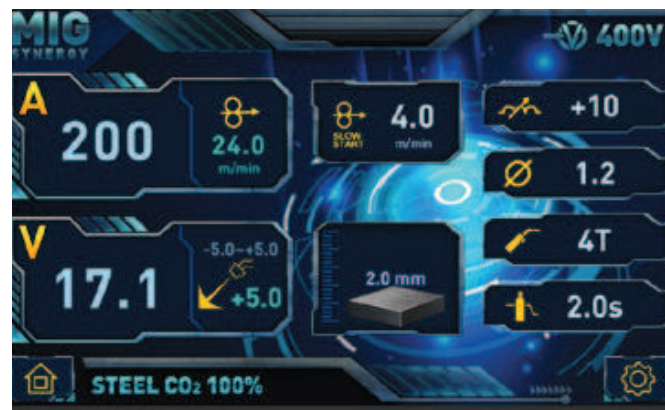 MIG
SYNERGY
400V
A
200
24.0
m/min
SLOW
START
4.0
m/min
+10
1.2
4T
2.0s
V
17.1
-5.0~+5.0
+5.0
2.0 mm
STEEL CO₂ 100%